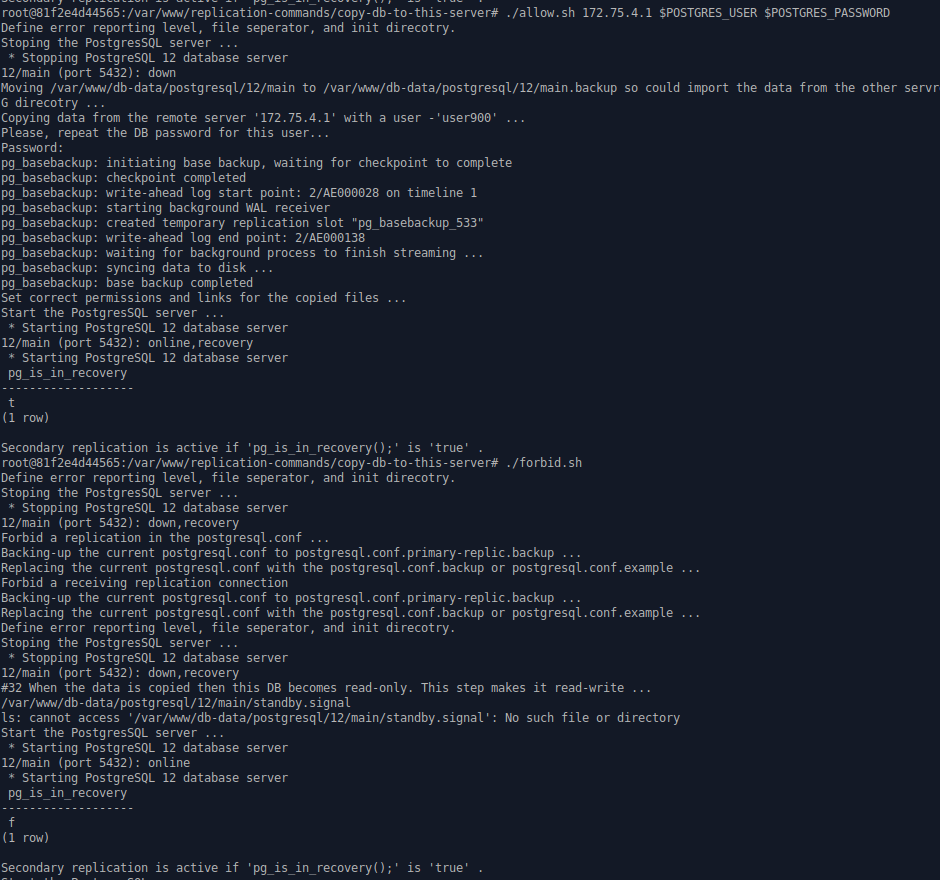 Secondary replication is active if 'pg_is_in_recovery();' is 'true' .
root@81f2e4d44565:/var/www/replication-commands/copy-db-to-this-server# ./allow.sh 172.75.4.1 $POSTGRES_USER $POSTGRES_PASSWORD
Define error reporting level, file seperator, and init direcotry.
Stoping the PostgresSQL server ...
 * Stopping PostgreSQL 12 database server
12/main (port 5432): down
Moving /var/www/db-data/postgresql/12/main to /var/www/db-data/postgresql/12/main.backup so could import the data from the other servr
G direcotry ...
Copying data from the remote server '172.75.4.1' with a user -'user900' ...
Please, repeat the DB password for this user...
Password:
pg_basebackup: initiating base backup, waiting for checkpoint to complete
pg_basebackup: checkpoint completed
pg_basebackup: write-ahead log start point: 2/AE000028 on timeline 1
pg_basebackup: starting background WAL receiver
pg_basebackup: created temporary replication slot "pg_basebackup_533"
pg_basebackup: write-ahead log end point: 2/AE000138
pg_basebackup: waiting for background process to finish streaming ...
pg_basebackup: syncing data to disk ...
pg_basebackup: base backup completed
Set correct permissions and links for the copied files ...
Start the PostgresSQL server ...
 * Starting PostgreSQL 12 database server
12/main (port 5432): online,recovery
 * Starting PostgreSQL 12 database server
 pg_is_in_recovery
-------------------
 t
(1 row)

Secondary replication is active if 'pg_is_in_recovery();' is 'true' .
root@81f2e4d44565:/var/www/replication-commands/copy-db-to-this-server# ./forbid.sh
Define error reporting level, file seperator, and init direcotry.
Stoping the PostgresSQL server ...
 * Stopping PostgreSQL 12 database server
12/main (port 5432): down,recovery
Forbid a replication in the postgresql.conf ...
Backing-up the current postgresql.conf to postgresql.conf.primary-replic.backup ...
Replacing the current postgresql.conf with the postgresql.conf.backup or postgresql.conf.example ...
Forbid a receiving replication connection
Backing-up the current postgresql.conf to postgresql.conf.primary-replic.backup ...
Replacing the current postgresql.conf with the postgresql.conf.backup or postgresql.conf.example ...
Define error reporting level, file seperator, and init direcotry.
Stoping the PostgresSQL server ...
 * Stopping PostgreSQL 12 database server
12/main (port 5432): down,recovery
#32 When the data is copied then this DB becomes read-only. This step makes it read-write ...
/var/www/db-data/postgresql/12/main/standby.signal
ls: cannot access '/var/www/db-data/postgresql/12/main/standby.signal': No such file or directory
Start the PostgresSQL server ...
 * Starting PostgreSQL 12 database server
12/main (port 5432): online
 * Starting PostgreSQL 12 database server
 pg_is_in_recovery
-------------------
 f
(1 row)

Secondary replication is active if 'pg_is_in_recovery();' is 'true' .